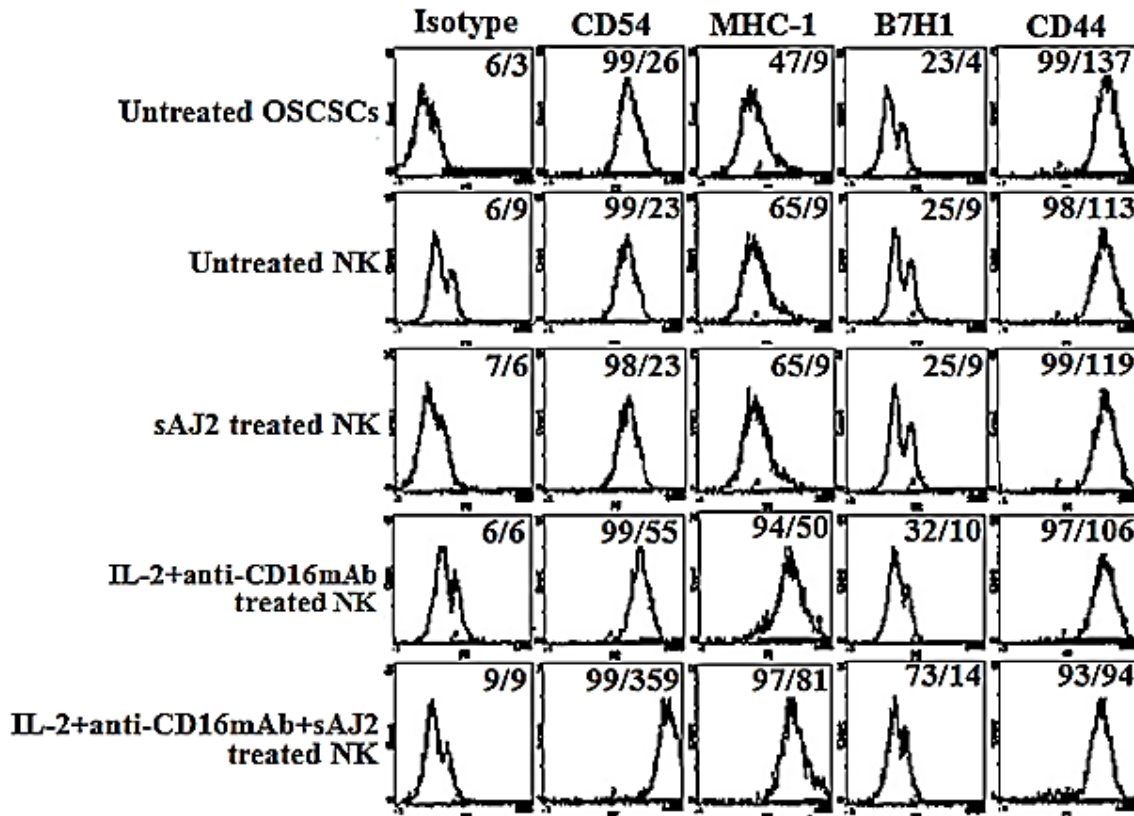 Isotype CD54 MHC-1 B7H1 CD44
Untreated OSCSCs 6/3 99/26 47/9 23/4 99/137
Untreated NK 6/9 99/23 65/9 25/9 98/113
sAJ2 treated NK 7/6 98/23 65/9 25/9 99/119
IL-2+anti-CD16mAb
treated NK 6/6 99/55 94/50 32/10 97/106
IL-2+anti-CD16mAb+sAJ2
treated NK 9/9 99/359 97/81 73/14 93/94